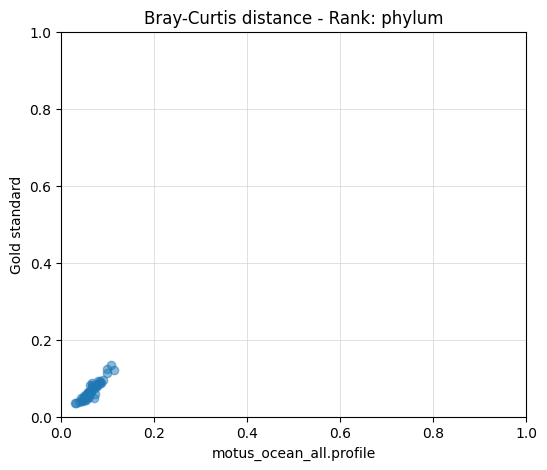 Bray-Curtis distance - Rank: phylum
1.0
0.8
0.6
0.4
0.2
0.0
Gold standard
0.0 0.2 0.4 0.6 0.8 1.0
motus_ocean_all.profile